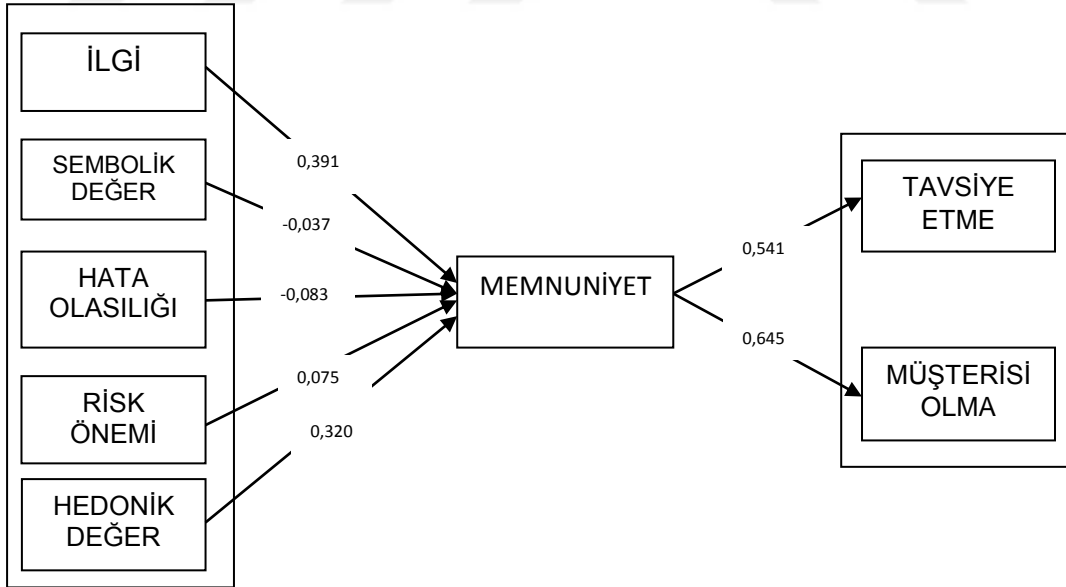 İLGİ
SEMBOLİK
DEĞER
HATA
OLASILIĞI
RİSK
ÖNEMİ
HEDONİK
DEĞER
0,391
-0,037
-0,083
0,075
0,320
MEMNUNİYET
0,541
0,645
TAVSİYE
ETME
MÜŞTERİSİ
OLMA